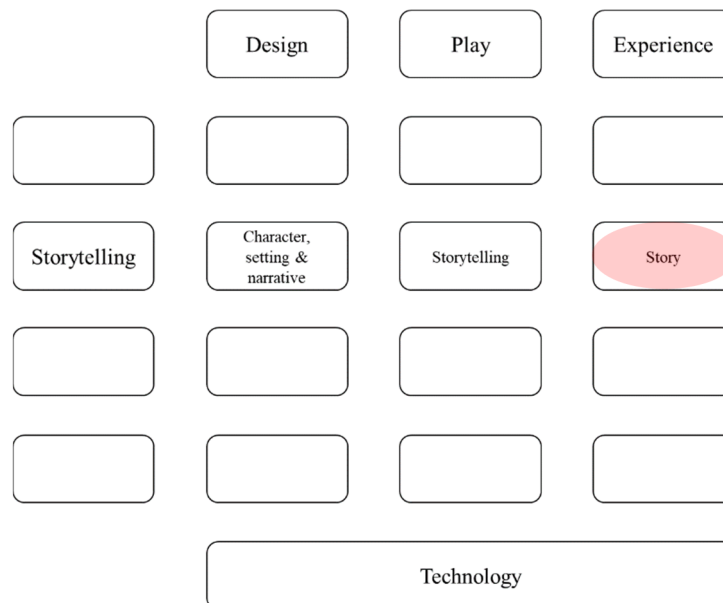 Design
Play
Experience
Storytelling
Character,
setting &
narrative
Storytelling
Story
Technology